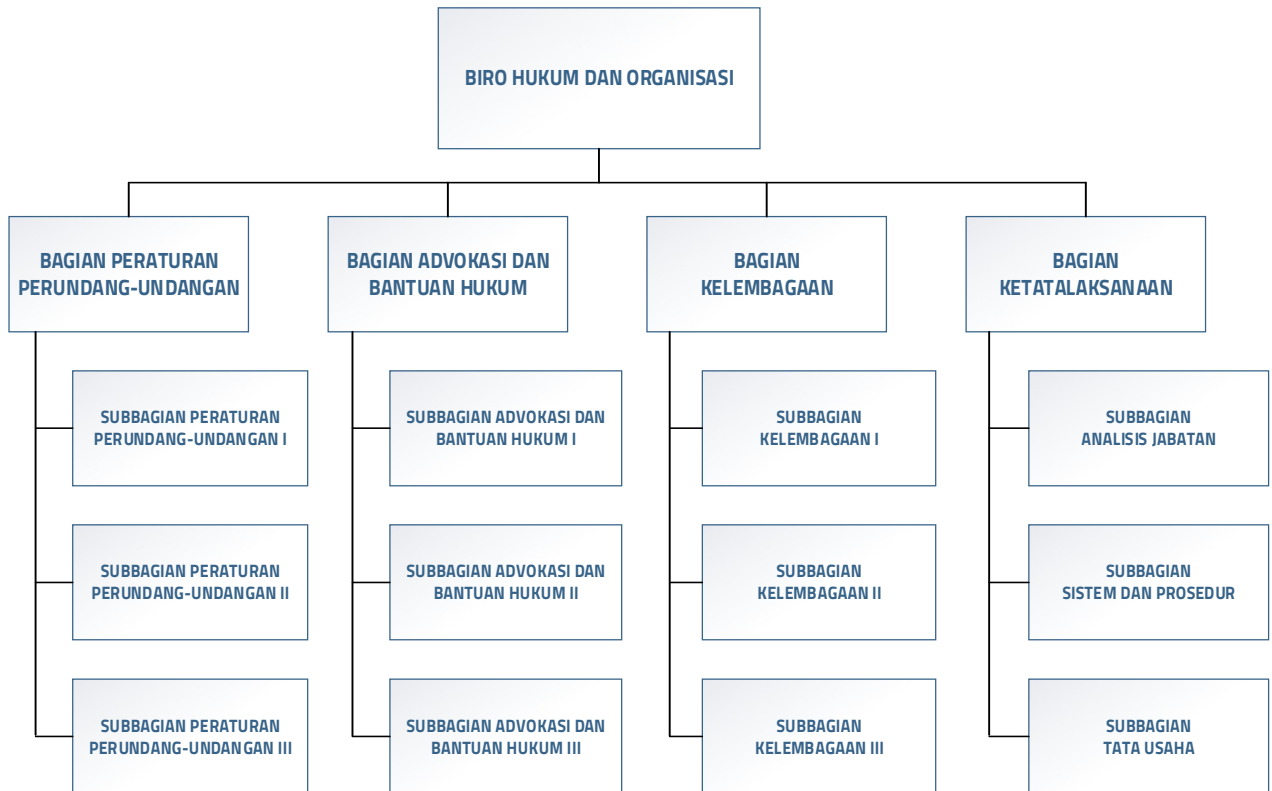 BIRO HUKUM DAN ORGANISASI
BAGIAN PERATURAN
PERUNDANG-UNDANGAN
BAGIAN ADVOKASI DAN
BANTUAN HUKUM
BAGIAN
KELEMBAGAAN
BAGIAN
KETATALAKSANAAN
SUBBAGIAN PERATURAN
PERUNDANG-UNDANGAN I
SUBBAGIAN ADVOKASI DAN
BANTUAN HUKUM I
SUBBAGIAN
KELEMBAGAAN I
SUBBAGIAN
ANALISIS JABATAN
SUBBAGIAN PERATURAN
PERUNDANG-UNDANGAN II
SUBBAGIAN ADVOKASI DAN
BANTUAN HUKUM II
SUBBAGIAN
KELEMBAGAAN II
SUBBAGIAN
SISTEM DAN PROSEDUR
SUBBAGIAN PERATURAN
PERUNDANG-UNDANGAN III
SUBBAGIAN ADVOKASI DAN
BANTUAN HUKUM III
SUBBAGIAN
KELEMBAGAAN III
SUBBAGIAN
TATA USAHA